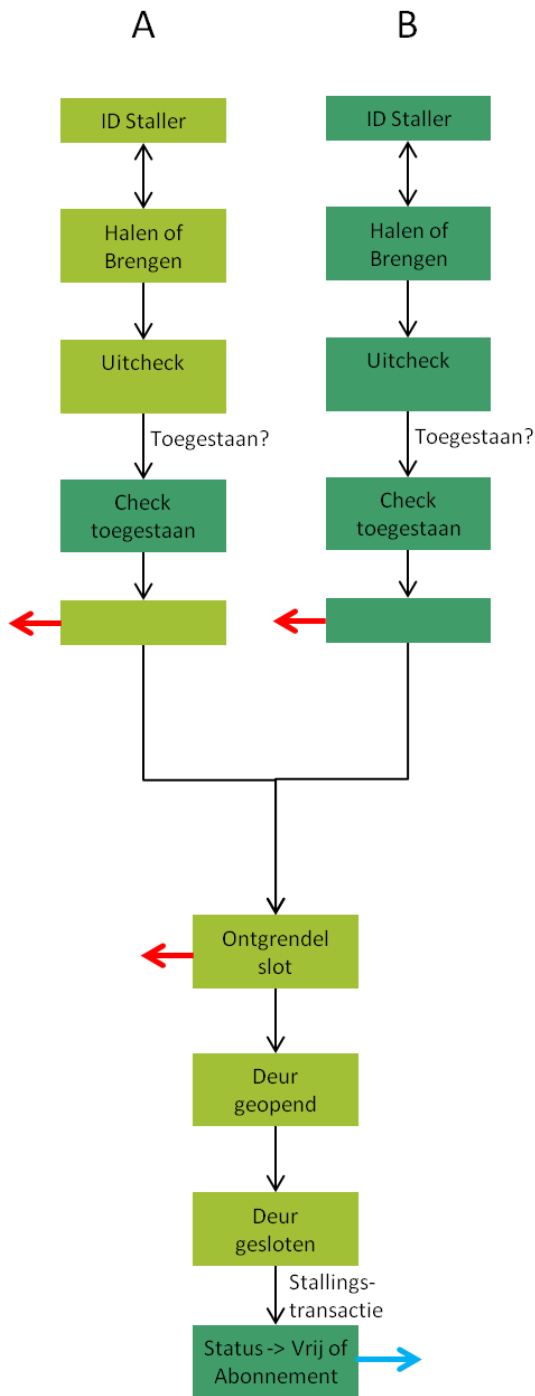 A
B
ID Staller
ID Staller
Halen of
Brengen
Halen of
Brengen
Uitcheck
Uitcheck
Toegestaan?
Toegestaan?
Check
toegestaan
Check
toegestaan
Ontgrendel
slot
Deur
geopend
Deur
gesloten
Stallings-
transactie
Status -> Vrij of
Abonnement